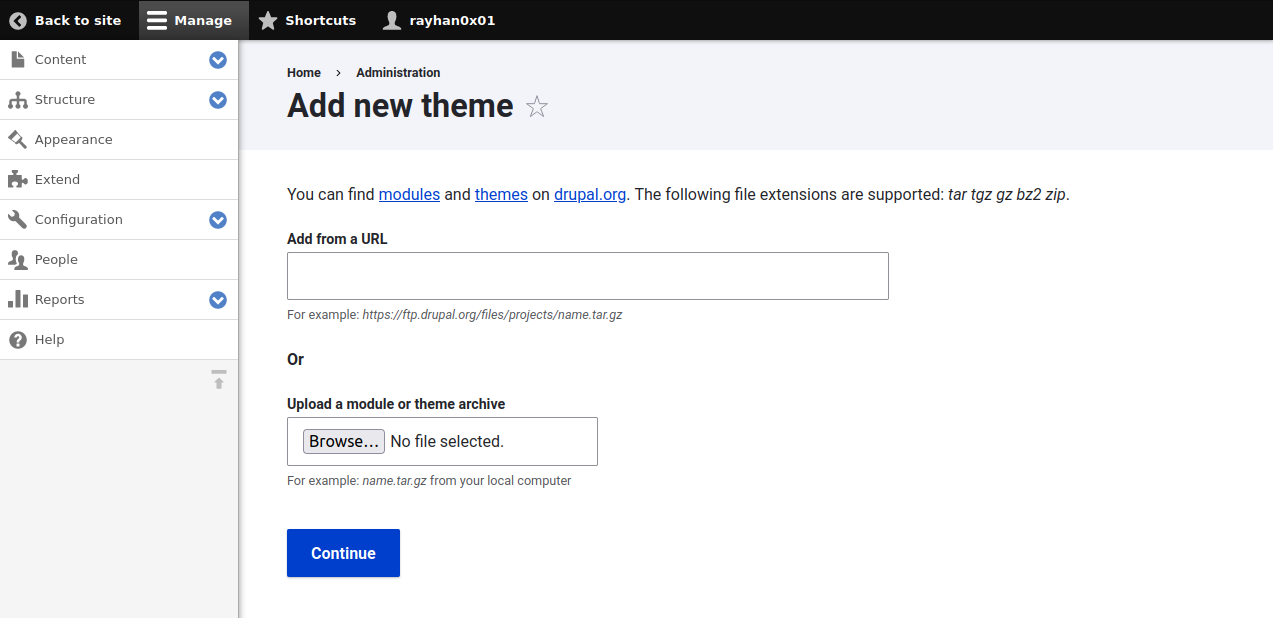 Back to site Manage Shortcuts rayhan0x01
Content
Structure
Appearance
Extend
Configuration
People
Reports
Help
Home › Administration
Add new theme
You can find modules and themes on drupal.org. The following file extensions are supported: tar tgz gz bz2 zip.
Add from a URL
For example: https://ftp.drupal.org/files/projects/name.tar.gz
Or
Upload a module or theme archive
Browse... No file selected.
For example: name.tar.gz from your local computer
Continue